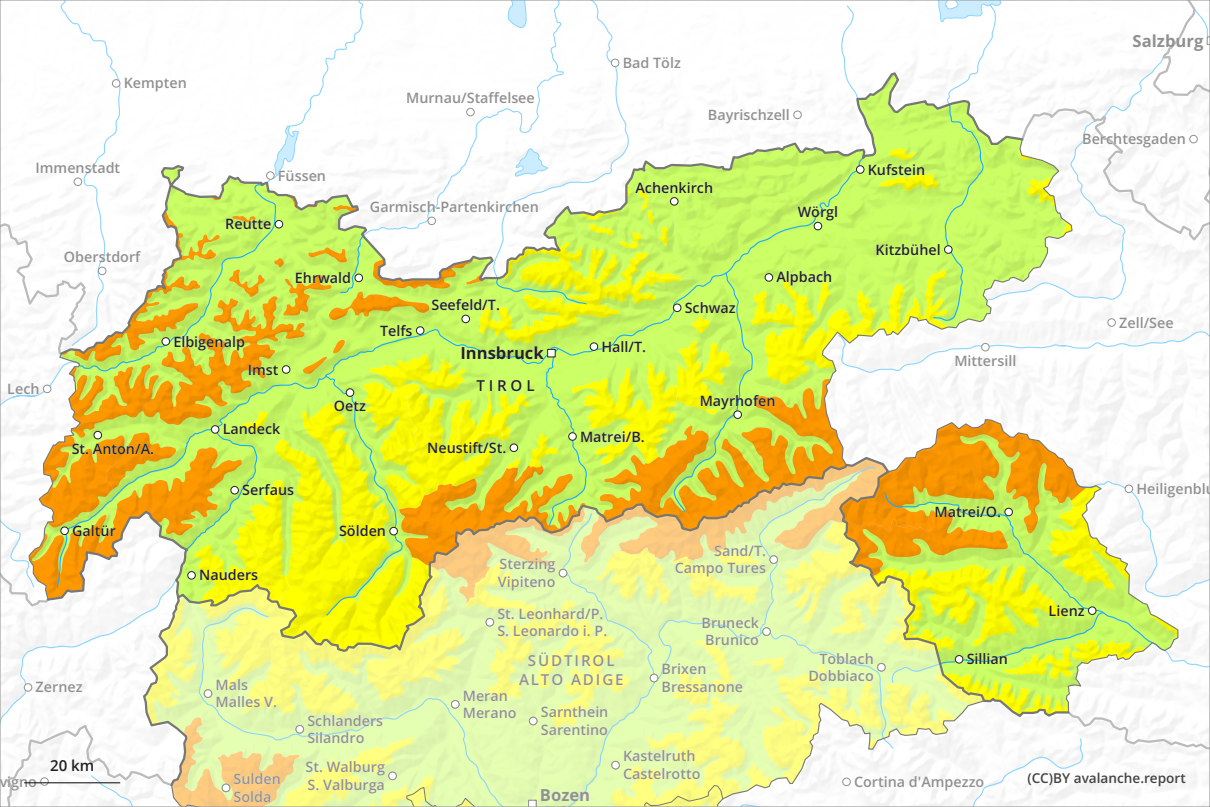 Salzburg
Bad Tölz
Kempten
Murnau/Staffelsee
Bayrischzell
Berchtesgaden
Immenstadt
Füssen
Kufstein
Achenkirch
Garmisch-Partenkirchen
Wörgl
Reutte
Kitzbühel
Oberstdorf
Ehrwald
Alpbach
Seefeld/T.
Schwaz
Zell/See
Telfs
Elbigenalp
Innsbruck
Hall/T.
Mittersill
Imst
TIROL
Lech
Mayrhofen
Oetz
Landeck
Matrei/B.
St. Anton/A.
Neustift/St.
Serfaus
Heiligenblu
Matrei/O.
Galtür
Sölden
Sand/T.
Campo Tures
Sterzing
Vipiteno
Nauders
Lienz
St. Leonhard/P.
S. Leonardo i. P.
Bruneck
Brunico
Sillian
SÜDTIROL
ALTO ADIGE
Toblach
Dobbiaco
Brixen
Bressanone
Zernez
Mals
Malles V.
Meran
Merano
Sarnthein
Sarentino
Schlanders
Silandro
Kastelruth
Castelrotto
20 km
St. Walburg
S. Valburga
Sulden
Solda
vigno
Cortina d'Ampezzo
(CC)BY avalanche.report
Bozen